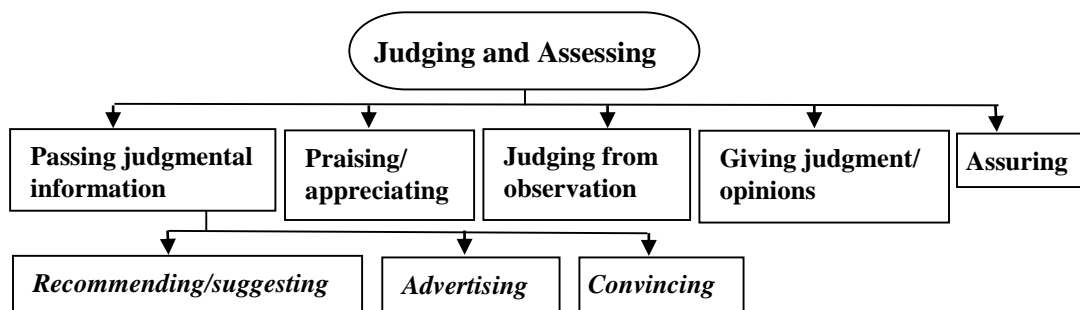 Judging and Assessing
Passing judgmental
information
Praising/
appreciating
Judging from
observation
Giving judgment/
opinions
Assuring
Recommending/suggesting
Advertising
Convincing